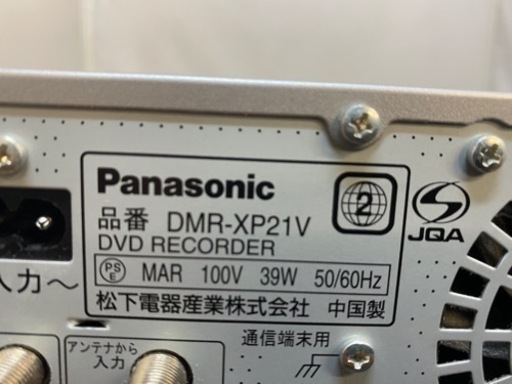 Panasonic
品番 DMR-XP21V
DVD RECORDER
PSE MAR 100V 39W 50/60Hz
松下電器産業株式会社 中国製
2
S
JQA
入力～
アンテナから
入力
通信端末用